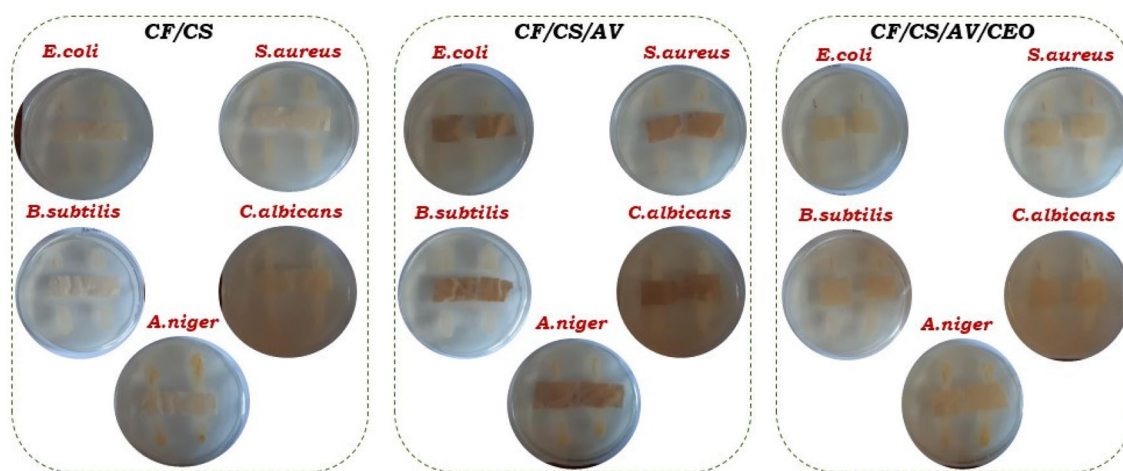 CF/CS
E.coli
S.aureus
B.subtilis
C.albicans
A.niger
CF/CS/AV
E.coli
S.aureus
B.subtilis
C.albicans
A.niger
CF/CS/AV/CEO
E.coli
S.aureus
B.subtilis
C.albicans
A.niger